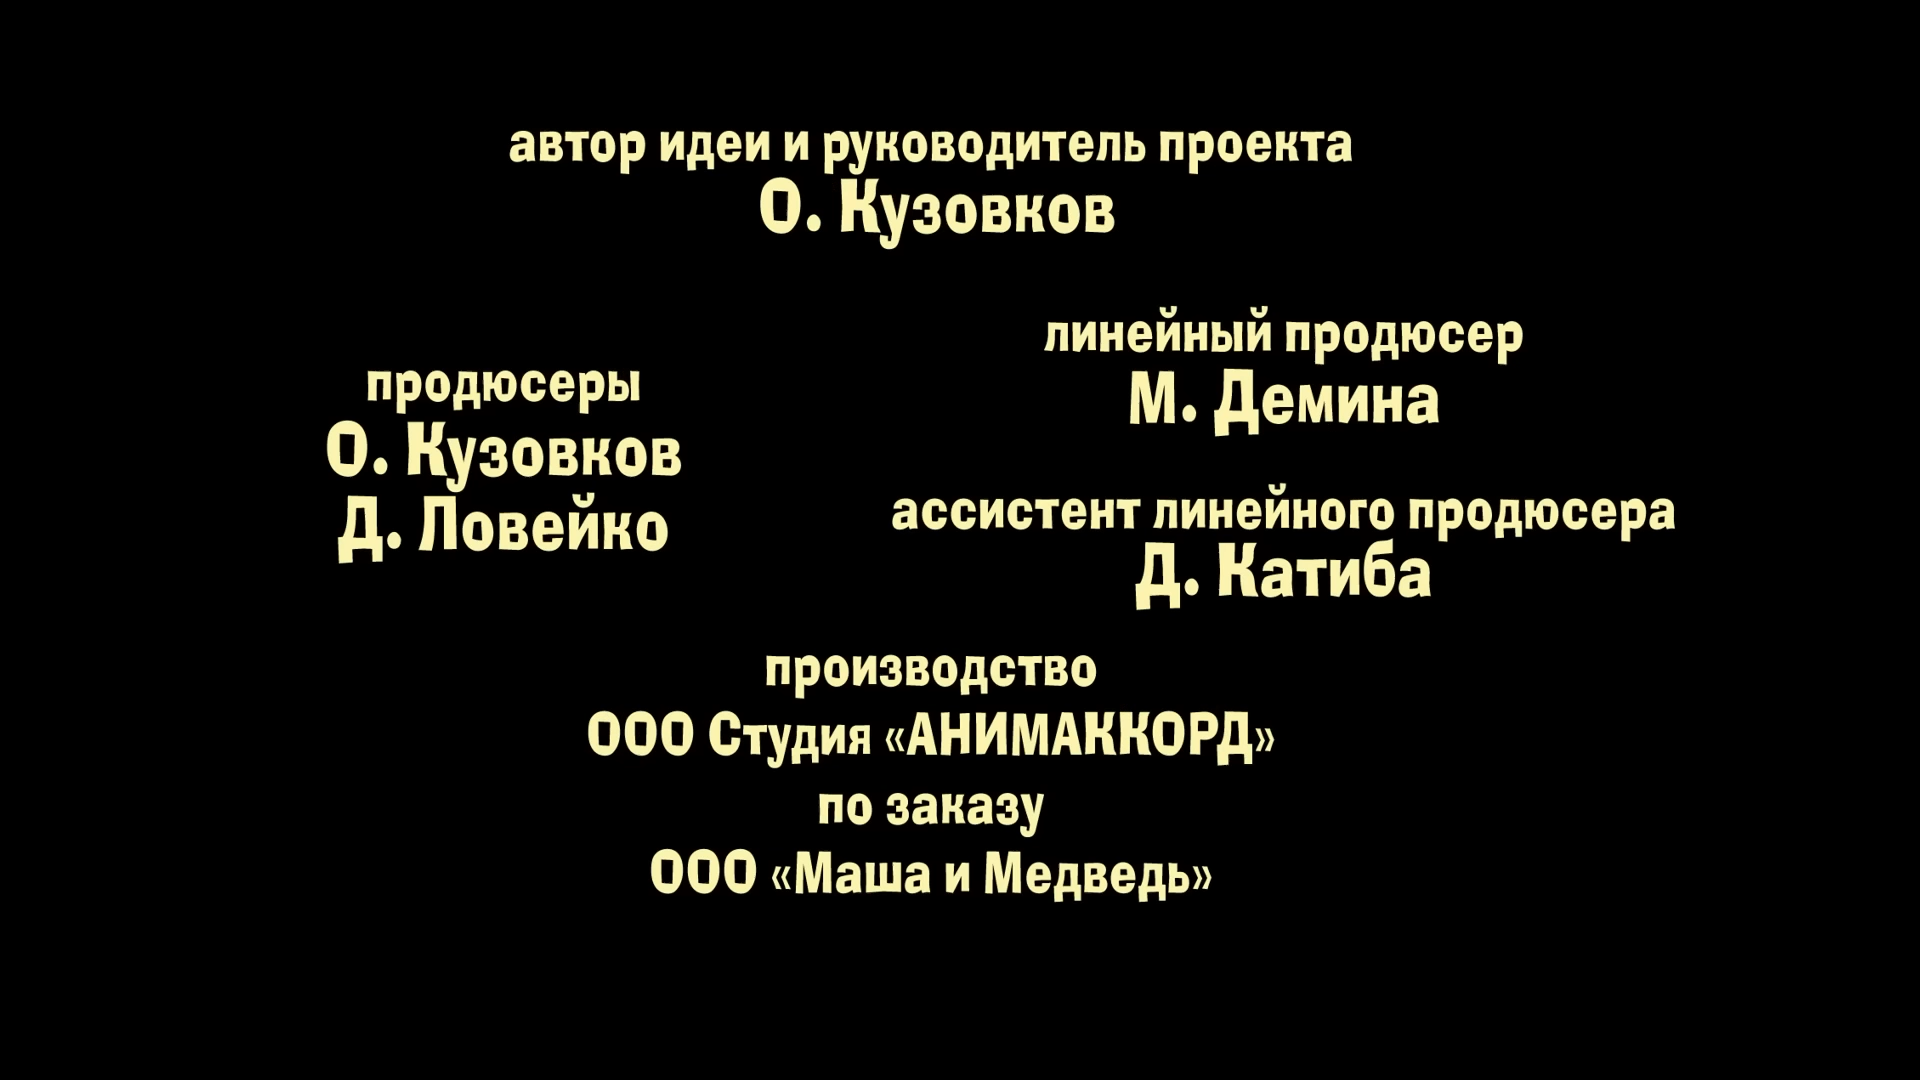 автор идеи и руководитель проекта
О. Кузовков
продюсеры
О. Кузовков
Д. Ловейко
линейный продюсер
М. Демина
ассистент линейного продюсера
Д. Катиба
производство
ООО Студия «АНИМАККОРД»
по заказу
ООО «Маша и Медведь»